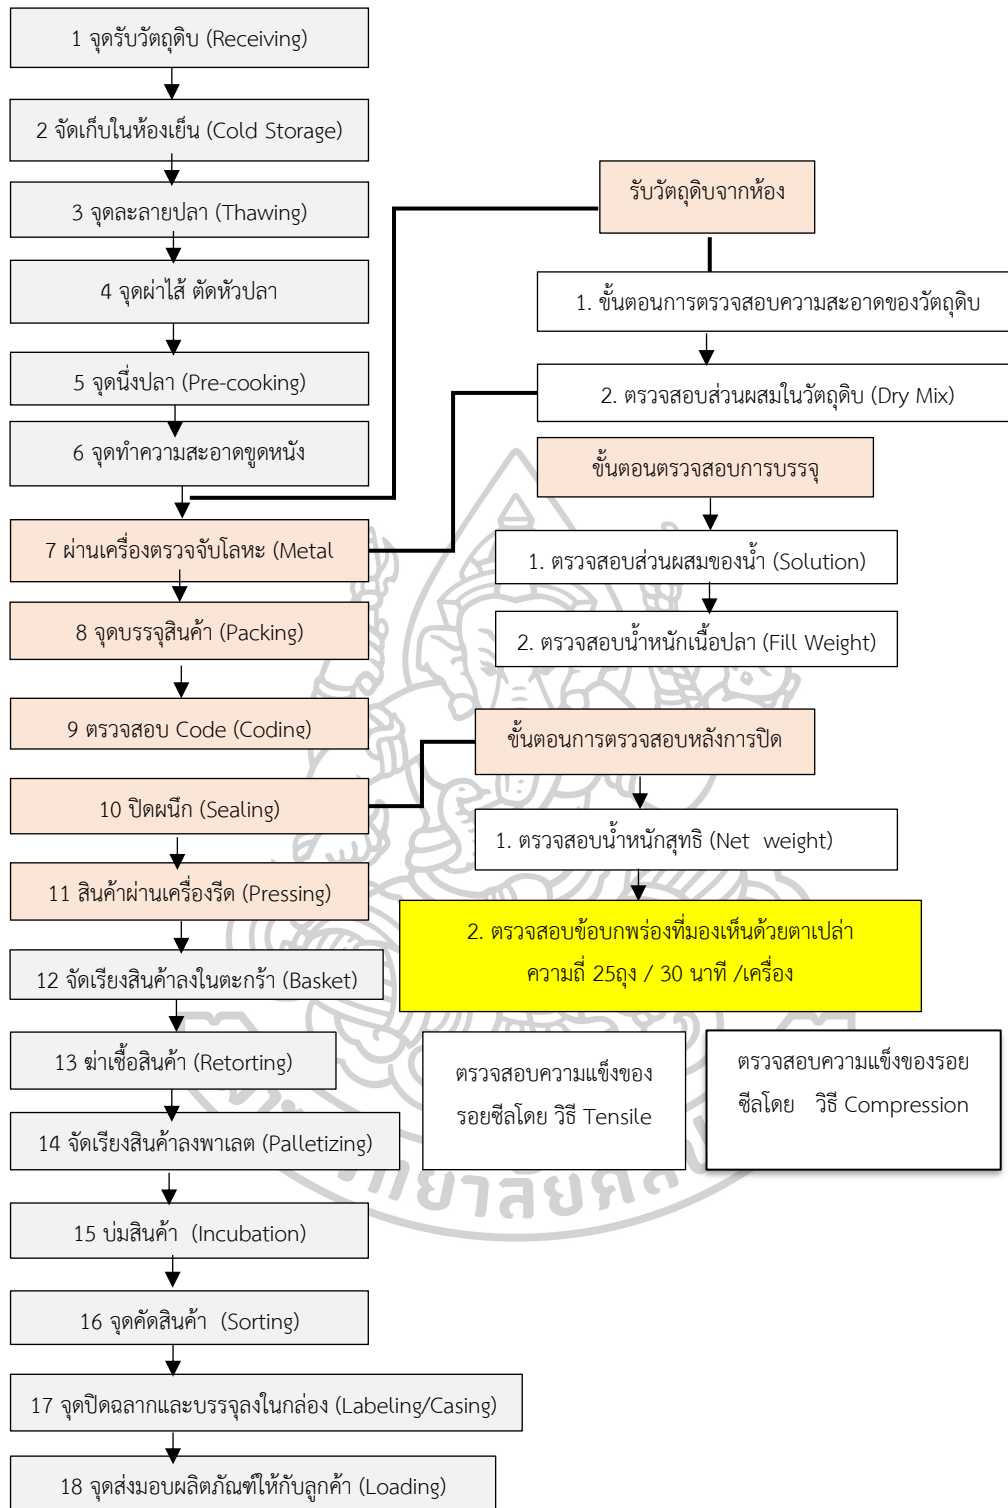 1 จุดรับวัตถุดิบ (Receiving)
2 จัดเก็บในห้องเย็น (Cold Storage)
3 จุดละลายปลา (Thawing)
4 จุดผ่าไส้ ตัดหัวปลา
5 จุดนึ่งปลา (Pre-cooking)
6 จุดทำความสะอาดขูดหนัง
7 ผ่านเครื่องตรวจจับโลหะ (Metal
8 จุดบรรจุสินค้า (Packing)
9 ตรวจสอบ Code (Coding)
10 ปิดผนึก (Sealing)
11 สินค้าผ่านเครื่องรีด (Pressing)
12 จัดเรียงสินค้าลงในตะกร้า (Basket)
13 ฆ่าเชื้อสินค้า (Retorting)
14 จัดเรียงสินค้าลงพาเลต (Palletizing)
15 บ่มสินค้า (Incubation)
16 จุดคัดสินค้า (Sorting)
17 จุดปิดฉลากและบรรจุลงในกล่อง (Labeling/Casing)
18 จุดส่งมอบผลิตภัณฑ์ให้กับลูกค้า (Loading)
รับวัตถุดิบจากห้อง
1. ขั้นตอนการตรวจสอบความสะอาดของวัตถุดิบ
2. ตรวจสอบส่วนผสมในวัตถุดิบ (Dry Mix)
ขั้นตอนตรวจสอบการบรรจุ
1. ตรวจสอบส่วนผสมของน้ำ (Solution)
2. ตรวจสอบน้ำหนักเนื้อปลา (Fill Weight)
ขั้นตอนการตรวจสอบหลังการปิด
1. ตรวจสอบน้ำหนักสุทธิ (Net weight)
2. ตรวจสอบข้อบกพร่องที่มองเห็นด้วยตาเปล่า
ความถี่ 25ถุง / 30 นาที /เครื่อง
ตรวจสอบความแข็งของ
รอยซีลโดย วิธี Tensile
ตรวจสอบความแข็งของรอย
ซีลโดย วิธี Compression